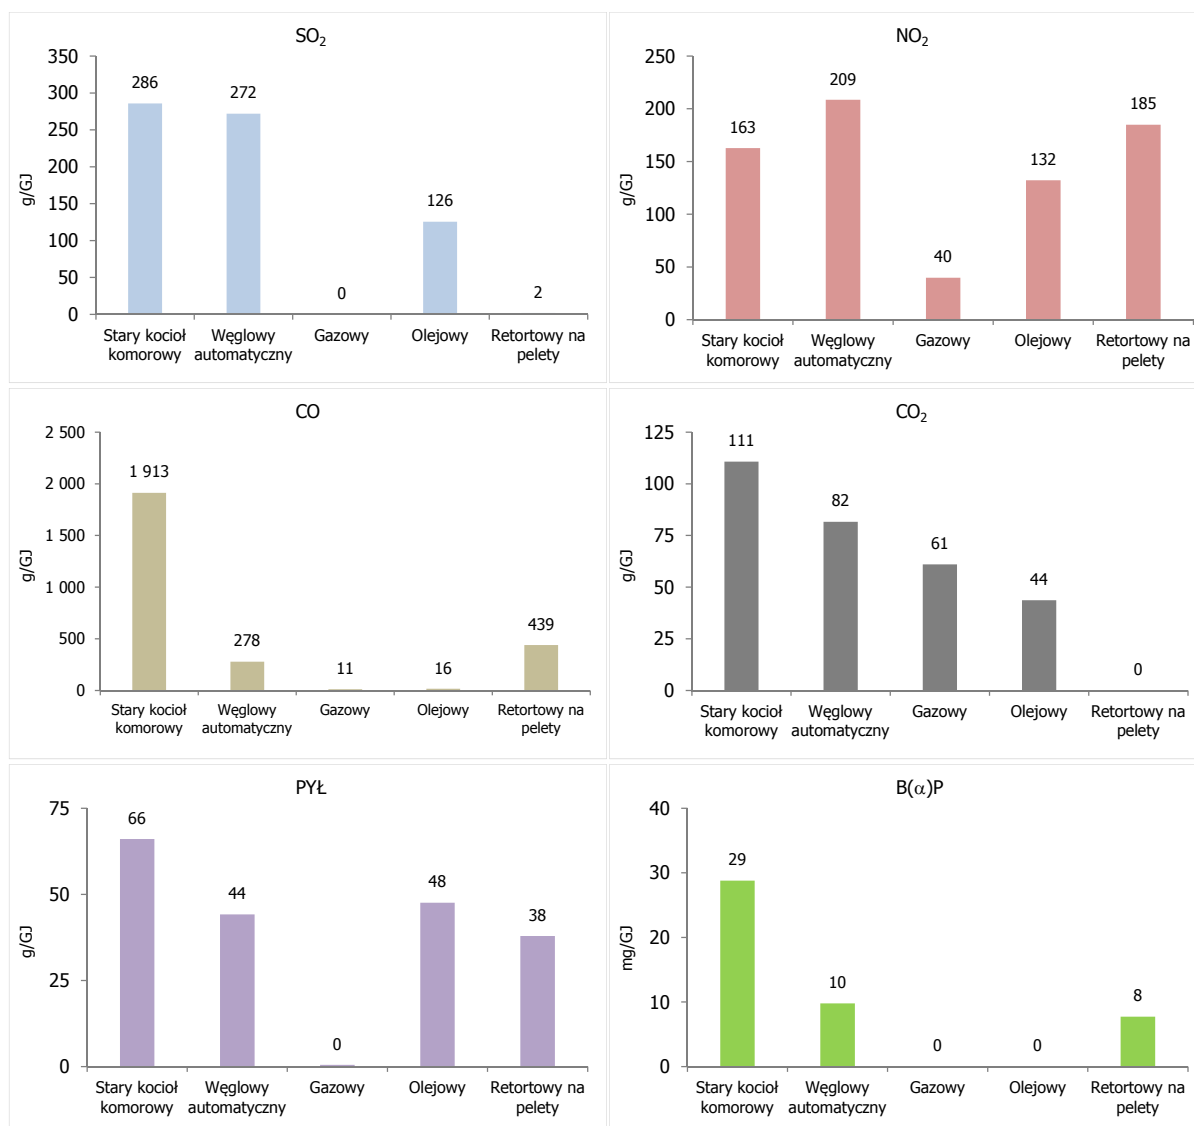 SO₂
350
300
250
200
150
100
50
0
g/GJ
286
272
0
126
2
Stary kocioł
komorowy
Węglowy
automatyczny
Gazowy
Olejowy
Retortowy na
pelety
NO₂
250
200
150
100
50
0
g/GJ
163
209
40
132
185
Stary kocioł
komorowy
Węglowy
automatyczny
Gazowy
Olejowy
Retortowy na
pelety
CO
2 500
2 000
1 500
1 000
500
0
g/GJ
1 913
278
11
16
439
Stary kocioł
komorowy
Węglowy
automatyczny
Gazowy
Olejowy
Retortowy na
pelety
CO₂
125
100
75
50
25
0
g/GJ
111
82
61
44
0
Stary kocioł
komorowy
Węglowy
automatyczny
Gazowy
Olejowy
Retortowy na
pelety
PYŁ
75
50
25
0
g/GJ
66
44
0
48
38
Stary kocioł
komorowy
Węglowy
automatyczny
Gazowy
Olejowy
Retortowy na
pelety
B(α)P
40
30
20
10
0
mg/GJ
29
10
0
0
8
Stary kocioł
komorowy
Węglowy
automatyczny
Gazowy
Olejowy
Retortowy na
pelety